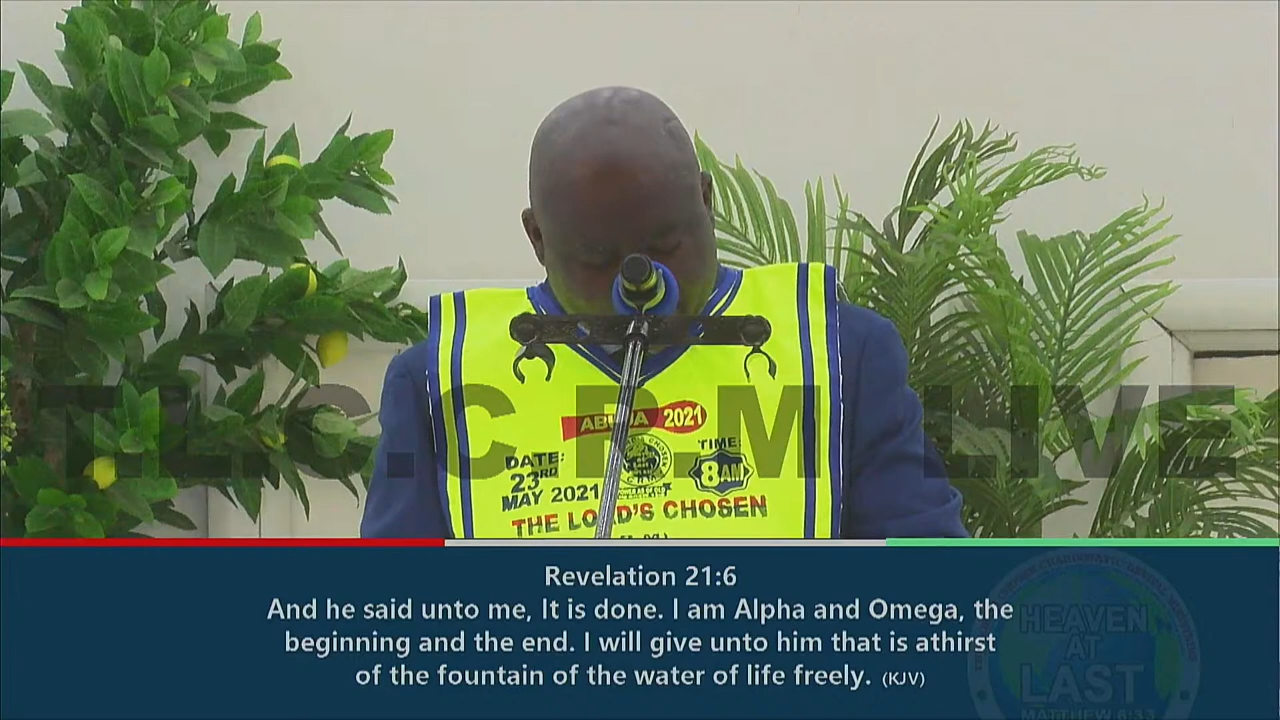 T.L.C.C.R.M LIVE
ABUJA 2021
DATE:
23RD
MAY 2021
TIME:
8AM
THE LORD'S CHOSEN
Revelation 21:6
And he said unto me, It is done. I am Alpha and Omega, the
beginning and the end. I will give unto him that is athirst
of the fountain of the water of life freely. (KJV)
HEAVEN
AT
LAST
MATTHEW 6:33